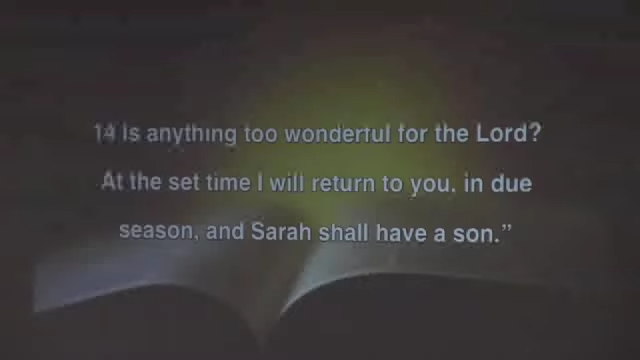 14 Is anything too wonderful for the Lord?
At the set time I will return to you, in due
season, and Sarah shall have a son.”